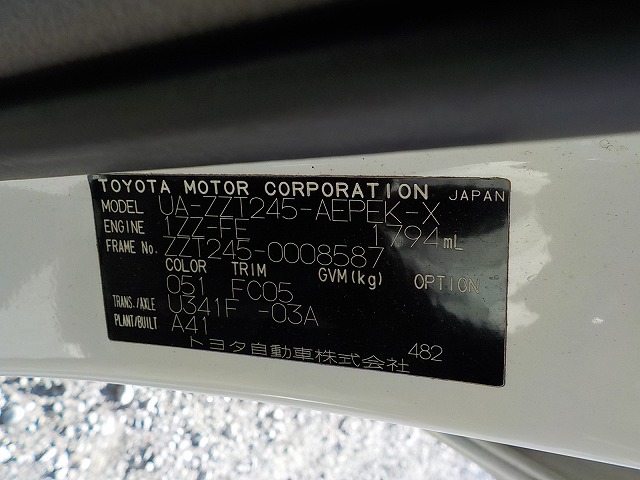 TOYOTA MOTOR CORPORATION JAPAN
MODEL UA-ZZT245-AEPEK-X
ENGINE 1ZZ-FE 1794mL
FRAME No. ZZT245-0008587
COLOR TRIM GVM(kg) OPTION
051 FC05
TRANS./AXLE U341F -03A
PLANT/BUILT A41
トヨタ自動車株式会社 482